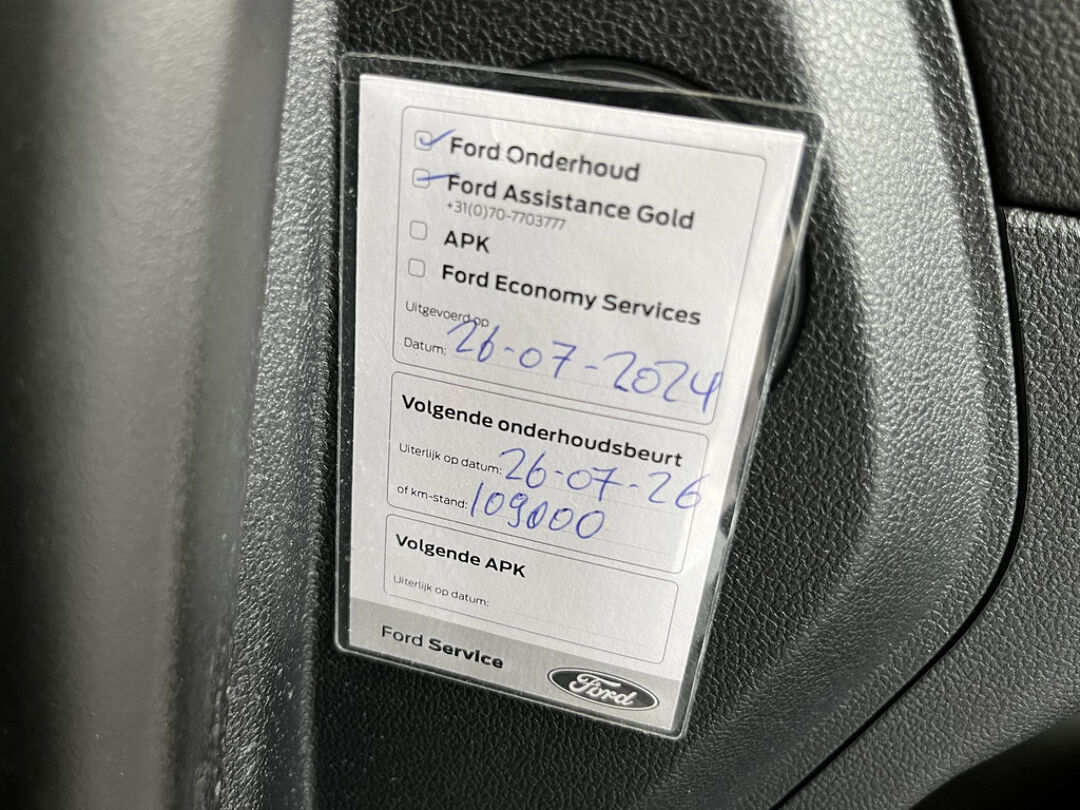 Ford Onderhoud
Ford Assistance Gold
+31(0)70-7703777
APK
Ford Economy Services
Uitgevoerd op
Datum: 26-07-2024
Volgende onderhoudsbeurt
Uiterlijk op datum: 26-07-26
of km-stand: 109000
Volgende APK
Uiterlijk op datum:
Ford Service
Ford